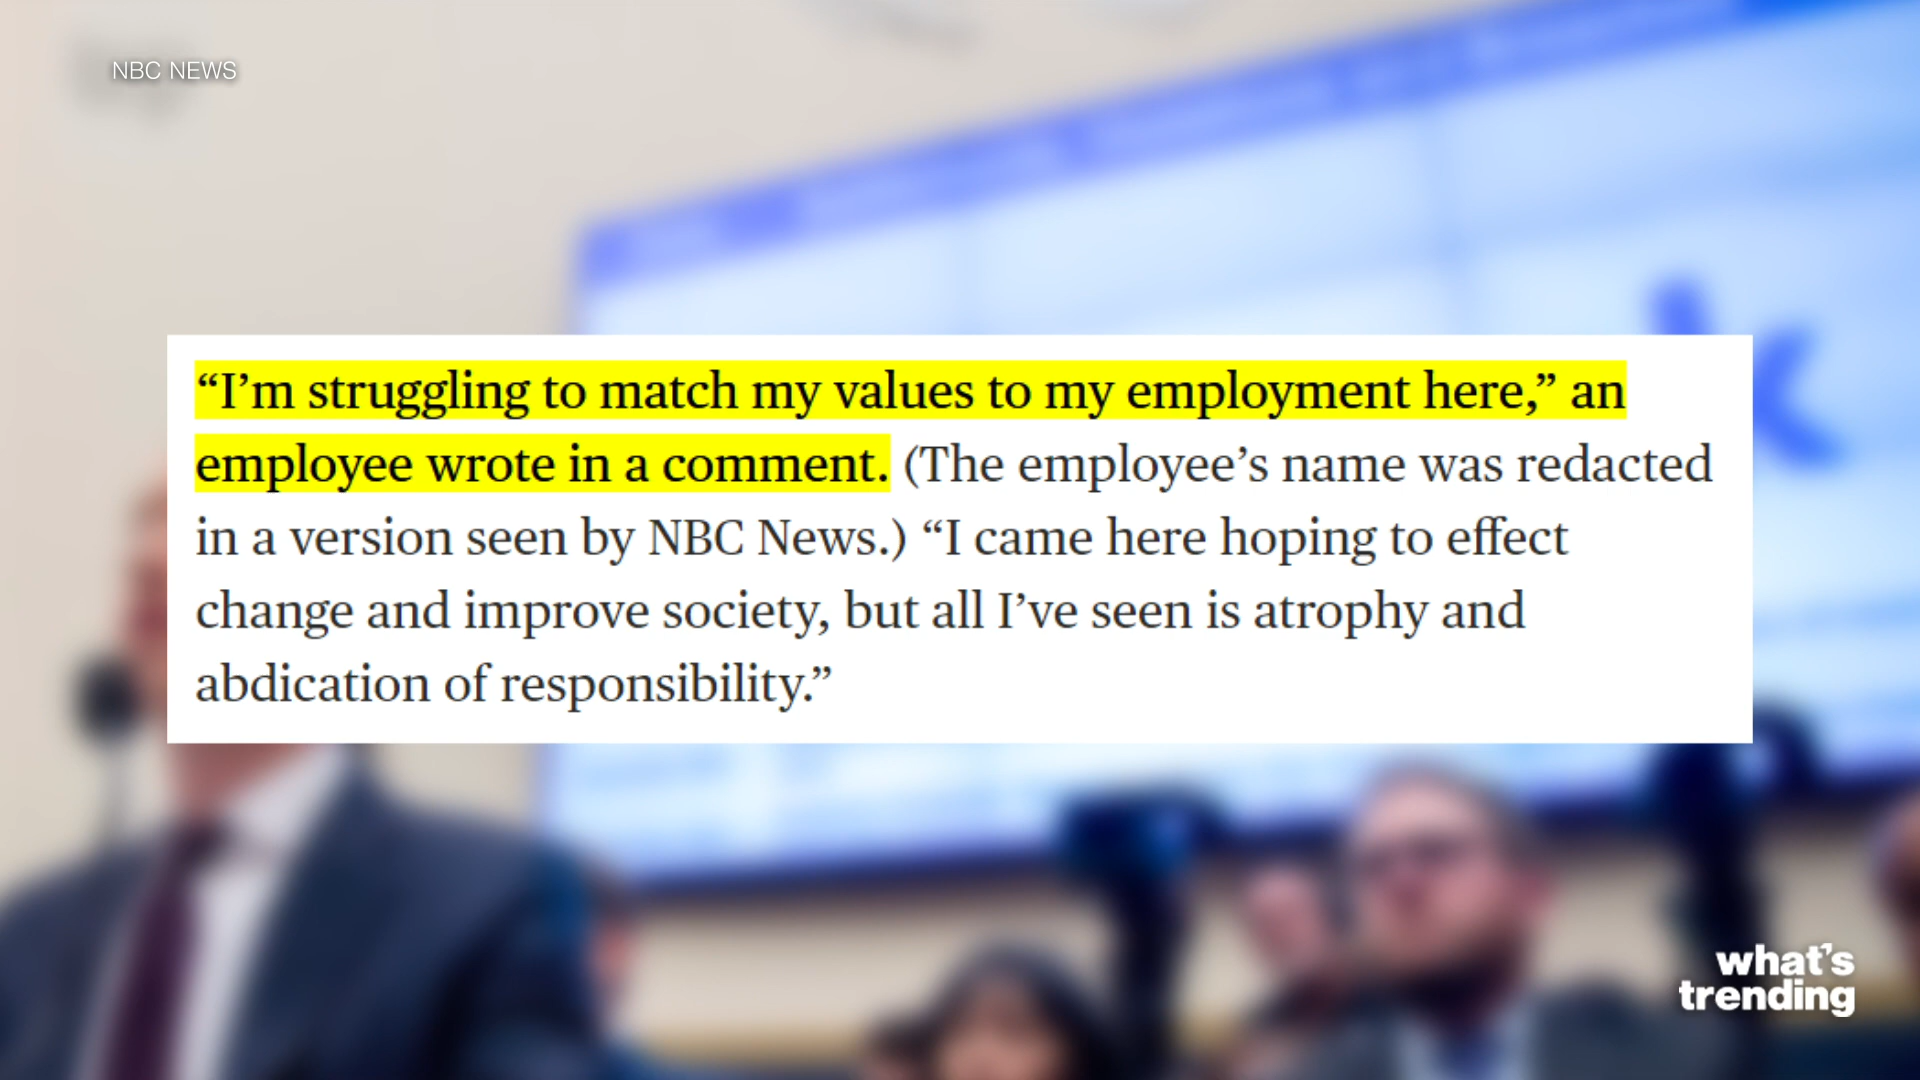 NBC NEWS
“I’m struggling to match my values to my employment here,” an
employee wrote in a comment. (The employee’s name was redacted
in a version seen by NBC News.) “I came here hoping to effect
change and improve society, but all I’ve seen is atrophy and
abdication of responsibility.”
what’s
trending